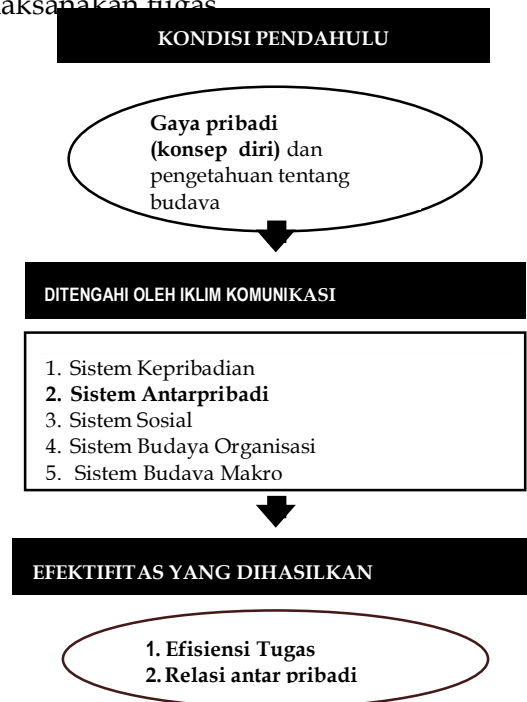 laksanakan tugas
KONDISI PENDAHULU
Gaya pribadi
(konsep diri) dan
pengetahuan tentang
budava
DITENGAHI OLEH IKLIM KOMUNIKASI
1. Sistem Kepribadian
2. Sistem Antarpribadi
3. Sistem Sosial
4. Sistem Budaya Organisasi
5. Sistem Budava Makro
EFEKTIFITAS YANG DIHASILKAN
1. Efisiensi Tugas
2. Relasi antar pribadi